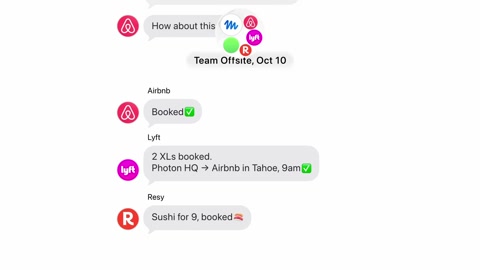 How about this
Team Offsite, Oct 10
Airbnb
Booked✅
Lyft
lyft
2 XLs booked.
Photon HQ → Airbnb in Tahoe, 9am✅
Resy
R
Sushi for 9, booked🍣